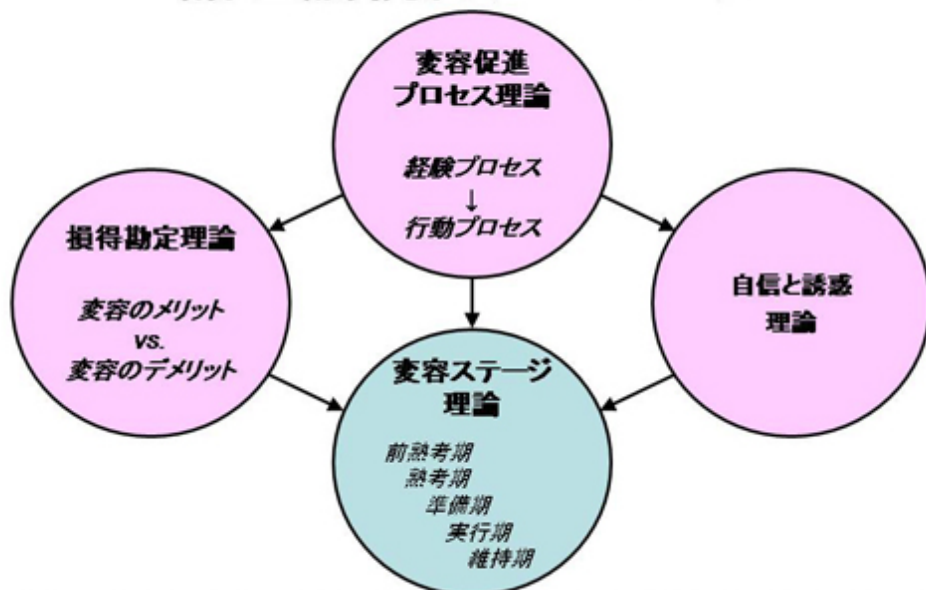 変容促進
プロセス理論
経験プロセス
↓
行動プロセス
損得勘定理論
変容のメリット
vs.
変容のデメリット
自信と誘惑
理論
変容ステージ
理論
前熟考期
熟考期
準備期
実行期
維持期